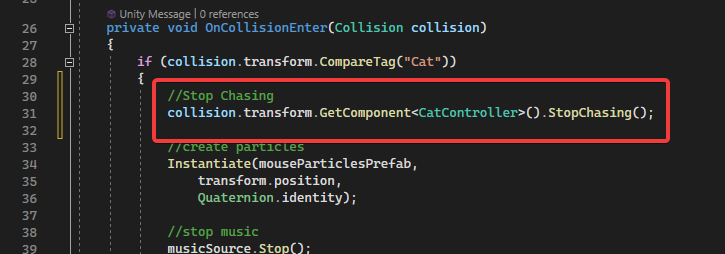 Unity Message | 0 references
26 private void OnCollisionEnter(Collision collision)
27 {
28 if (collision.transform.CompareTag("Cat"))
29 {
30 //Stop Chasing
31 collision.transform.GetComponent<CatController>().StopChasing();
32
33 //create particles
34 Instantiate(mouseParticlesPrefab,
35 transform.position,
36 Quaternion.identity);
37
38 //stop music
39 musicSource.Stop();